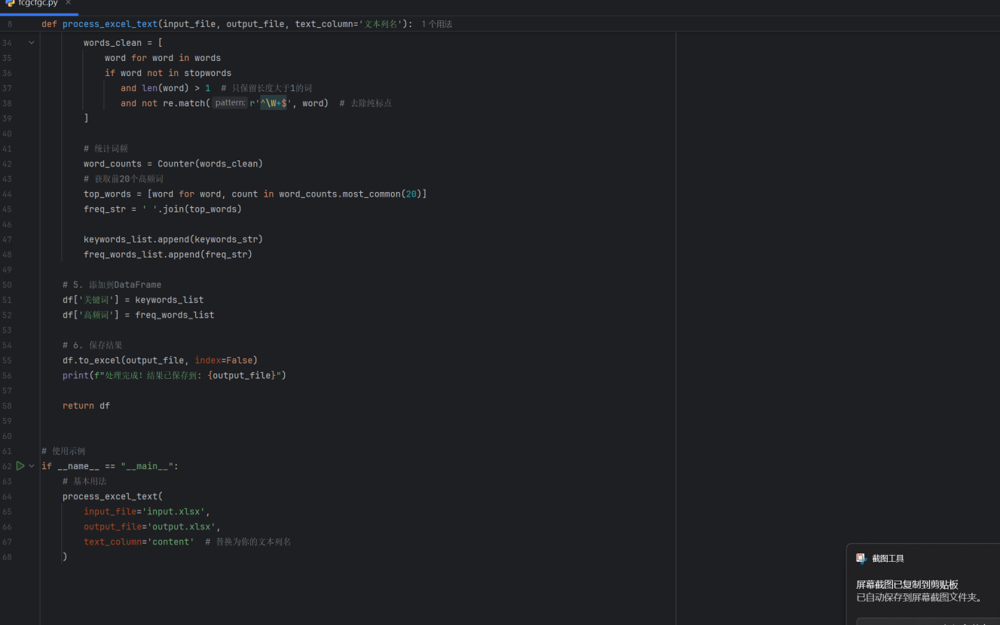 fcgcfgc.py ×
8 def process_excel_text(input_file, output_file, text_column='文本列名'): 1个用法
34 words_clean = [
35 word for word in words
36 if word not in stopwords
37 and len(word) > 1 # 只保留长度大于1的词
38 and not re.match( pattern: r'^\W+$', word) # 去除纯标点
39 ]
40
41 # 统计词频
42 word_counts = Counter(words_clean)
43 # 获取前20个高频词
44 top_words = [word for word, count in word_counts.most_common(20)]
45 freq_str = ' '.join(top_words)
46
47 keywords_list.append(keywords_str)
48 freq_words_list.append(freq_str)
49
50 # 5. 添加到DataFrame
51 df['关键词'] = keywords_list
52 df['高频词'] = freq_words_list
53
54 # 6. 保存结果
55 df.to_excel(output_file, index=False)
56 print(f"处理完成！结果已保存到: {output_file}")
57
58 return df
59
60
61 # 使用示例
62 if __name__ == "__main__":
63 # 基本用法
64 process_excel_text(
65 input_file='input.xlsx',
66 output_file='output.xlsx',
67 text_column='content' # 替换为你的文本列名
68 )
截图工具
屏幕截图已复制到剪贴板
已自动保存到屏幕截图文件夹。